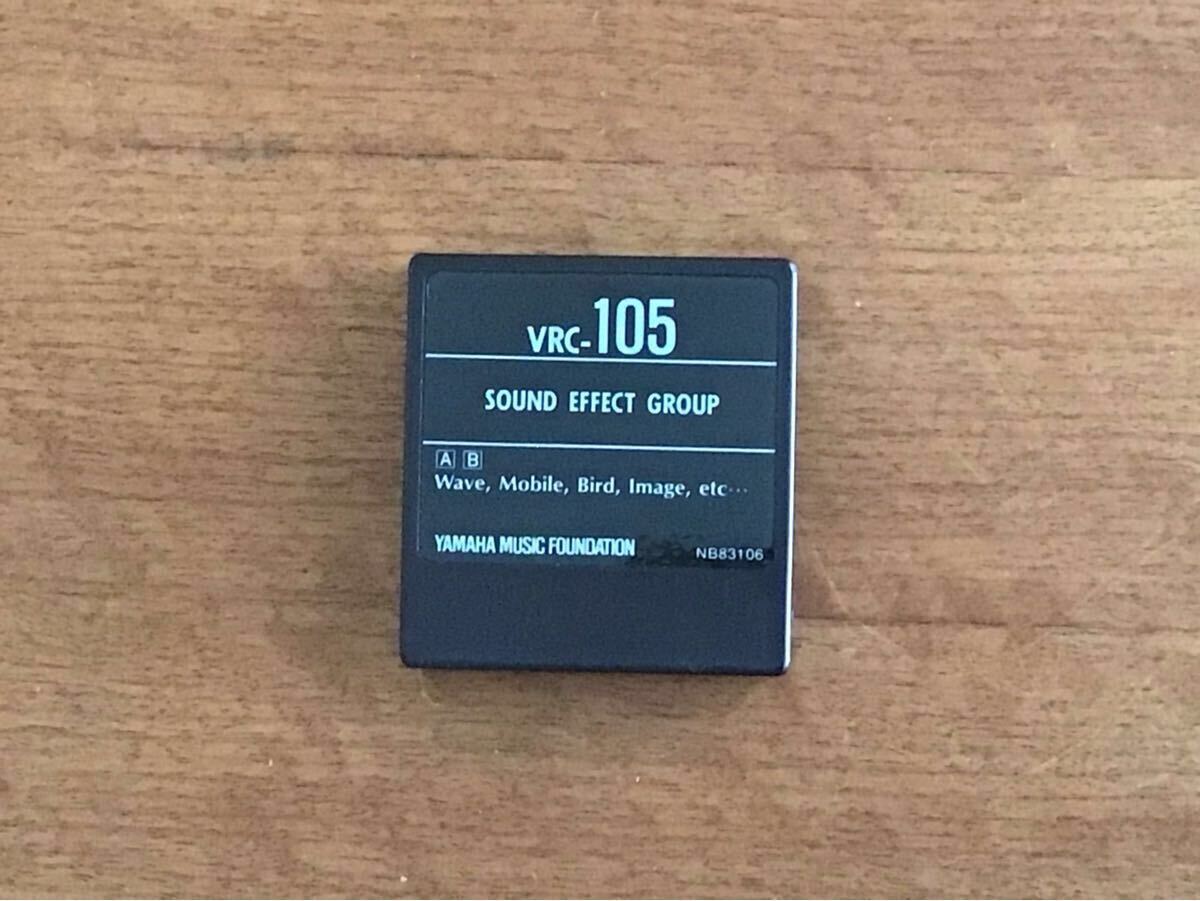 VRC-105
SOUND EFFECT GROUP
A B
Wave, Mobile, Bird, Image, etc…
YAMAHA MUSIC FOUNDATION NB83106